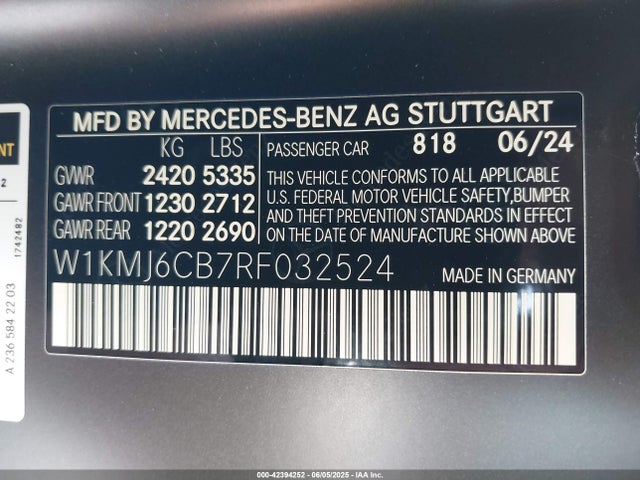 MFD BY MERCEDES-BENZ AG STUTTGART
KG LBS
GVWR 2420 5335
GAWR FRONT 1230 2712
GAWR REAR 1220 2690
PASSENGER CAR 818 06/24
THIS VEHICLE CONFORMS TO ALL APPLICABLE
U.S. FEDERAL MOTOR VEHICLE SAFETY,BUMPER
AND THEFT PREVENTION STANDARDS IN EFFECT
ON THE DATE OF MANUFACTURE SHOWN ABOVE
W1KMJ6CB7RF032524
MADE IN GERMANY
1742482
A 236 584 22 03
000-42394252 | 06/05/2025 - IAA, Inc.